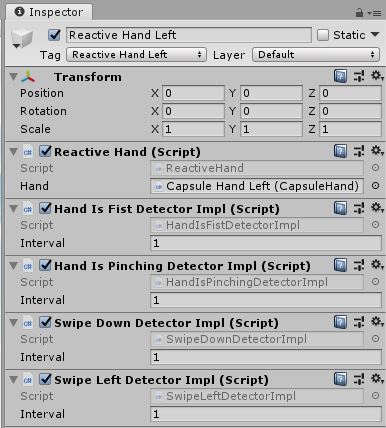 Inspector
Reactive Hand Left Static
Tag Reactive Hand Left Layer Default
Transform
Position X 0 Y 0 Z 0
Rotation X 0 Y 0 Z 0
Scale X 1 Y 1 Z 1
Reactive Hand (Script)
Script ReactiveHand
Hand Capsule Hand Left (CapsuleHand)
Hand Is Fist Detector Impl (Script)
Script HandIsFistDetectorImpl
Interval 1
Hand Is Pinching Detector Impl (Script)
Script HandIsPinchingDetectorImpl
Interval 1
Swipe Down Detector Impl (Script)
Script SwipeDownDetectorImpl
Interval 1
Swipe Left Detector Impl (Script)
Script SwipeLeftDetectorImpl
Interval 1